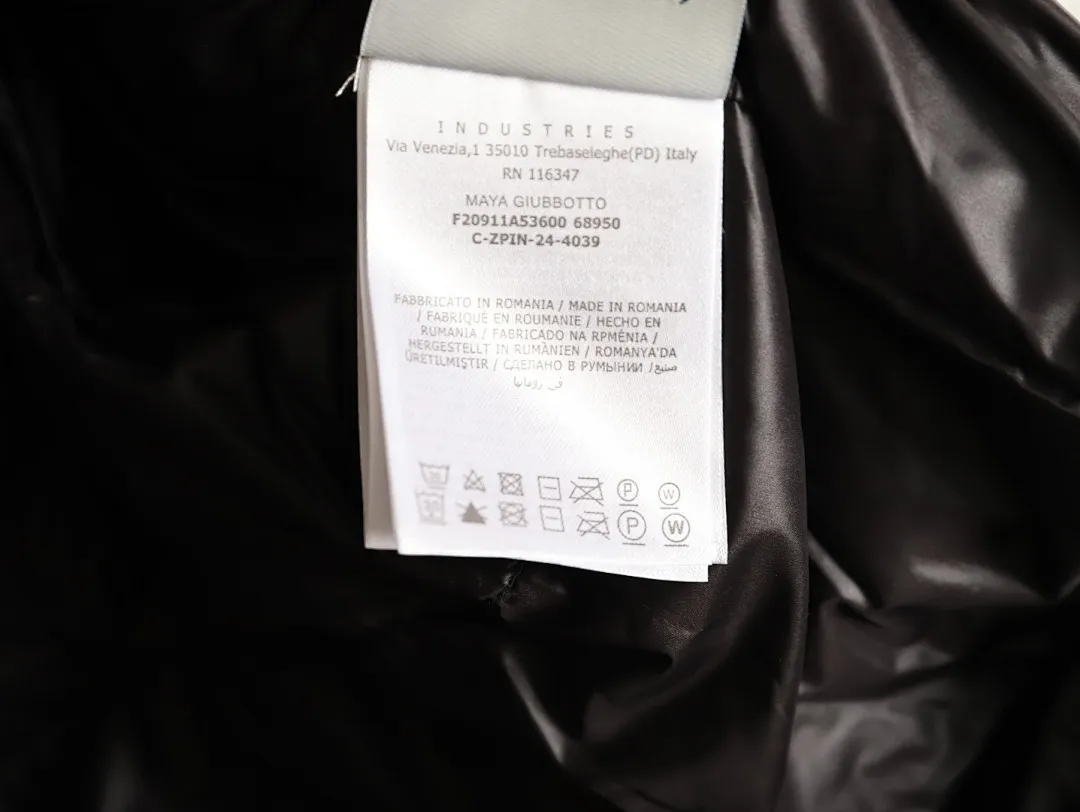 INDUSTRIES
Via Venezia,1 35010 Trebaseleghe(PD) Italy
RN 116347
MAYA GIUBBOTTO
F20911A53600 68950
C-ZPIN-24-4039
FABBRICATO IN ROMANIA / MADE IN ROMANIA
/ FABRIQUÉ EN ROUMANIE / HECHO EN
RUMANIA / FABRICADO NA RPMÉNIA /
HERGESTELLT IN RUMÄNIEN / ROMANYA'DA
ÜRETILMIŞTIR / СДЕЛАНО В РУМЫНИИ / صنع
في رومانيا
30 P W
30 P W